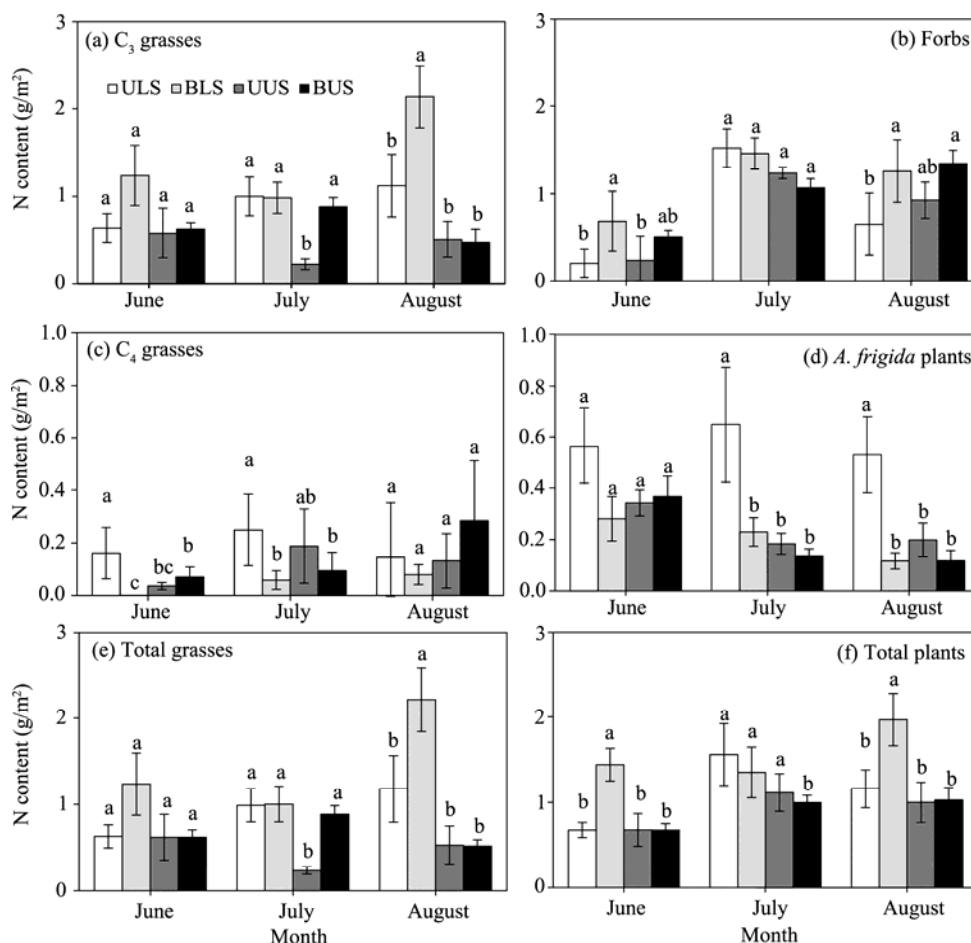 (a) C₃ grasses
ULS BLS UUS BUS
N content (g/m²)
3
2
1
0
a a a a
a a b a
b a b b
June July August
(b) Forbs
3
2
1
0
b a b ab
a a a a
b a ab a
June July August
(c) C₄ grasses
N content (g/m²)
1.0
0.8
0.6
0.4
0.2
0.0
a c bc b
a b ab b
a a a a
June July August
(d) A. frigida plants
1.0
0.8
0.6
0.4
0.2
0.0
a a a a
a b b b
a b b b
June July August
(e) Total grasses
N content (g/m²)
3
2
1
0
a a a a
a a b a
b a b b
June July August
Month
(f) Total plants
3
2
1
0
b a b b
a a a b
b a b b
June July August
Month